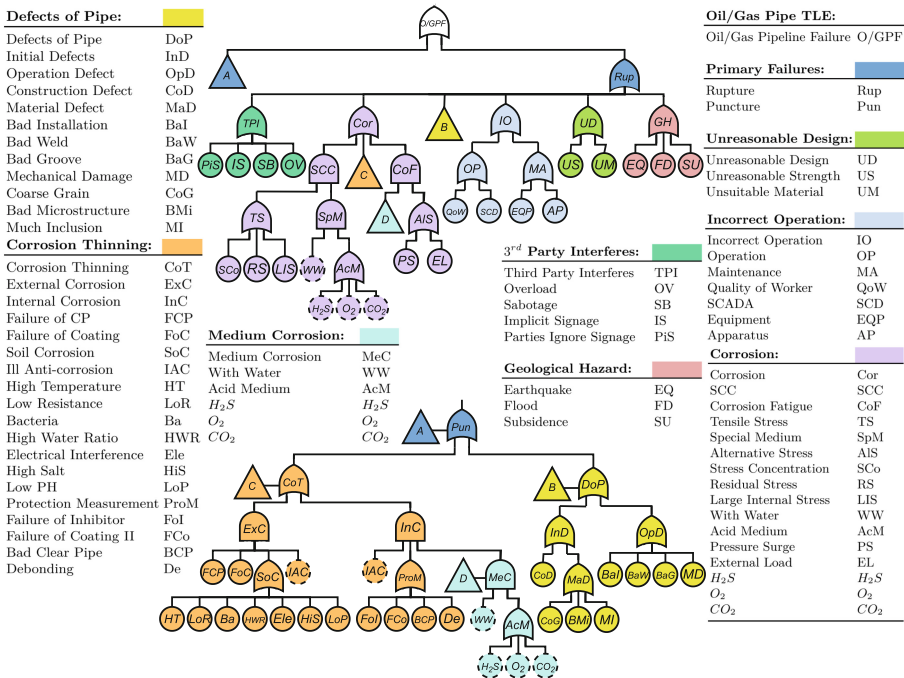 Defects of Pipe:
Defects of Pipe DoP
Initial Defects InD
Operation Defect OpD
Construction Defect CoD
Material Defect MaD
Bad Installation BaI
Bad Weld BaW
Bad Groove BaG
Mechanical Damage MD
Coarse Grain CoG
Bad Microstructure BMi
Much Inclusion MI
Corrosion Thinning:
Corrosion Thinning CoT
External Corrosion ExC
Internal Corrosion InC
Failure of CP FCP
Failure of Coating FoC
Soil Corrosion SoC
Ill Anti-corrosion IAC
High Temperature HT
Low Resistance LoR
Bacteria Ba
High Water Ratio HWR
Electrical Interference Ele
High Salt HiS
Low PH LoP
Protection Measurement ProM
Failure of Inhibitor FoI
Failure of Coating II FCo
Bad Clear Pipe BCP
Debonding De
O/GPF
A Rup
TPI Cor B IO UD GH
PiS IS SB OV SCC C CoF OP MA US UM EQ FD SU
TS SpM D AlS QoW SCD EQP AP
SCo RS LIS WW AcM PS EL
H₂S O₂ CO₂
Medium Corrosion:
Medium Corrosion MeC
With Water WW
Acid Medium AcM
H₂S H₂S
O₂ O₂
CO₂ CO₂
3rd Party Interferes:
Third Party Interferes TPI
Overload OV
Sabotage SB
Implicit Signage IS
Parties Ignore Signage PiS
Geological Hazard:
Earthquake EQ
Flood FD
Subsidence SU
A Pun
C CoT B DoP
ExC InC InD OpD
FCP FoC SoC IAC IAC ProM D MeC CoD MaD BaI BaW BaG MD
HT LoR Ba HWR Ele HiS LoP FoI FCo BCP De WW AcM CoG BMi MI
H₂S O₂ CO₂
Oil/Gas Pipe TLE:
Oil/Gas Pipeline Failure O/GPF
Primary Failures:
Rupture Rup
Puncture Pun
Unreasonable Design:
Unreasonable Design UD
Unreasonable Strength US
Unsuitable Material UM
Incorrect Operation:
Incorrect Operation IO
Operation OP
Maintenance MA
Quality of Worker QoW
SCADA SCD
Equipment EQP
Apparatus AP
Corrosion:
Corrosion Cor
SCC SCC
Corrosion Fatigue CoF
Tensile Stress TS
Special Medium SpM
Alternative Stress AlS
Stress Concentration SCo
Residual Stress RS
Large Internal Stress LIS
With Water WW
Acid Medium AcM
Pressure Surge PS
External Load EL
H₂S H₂S
O₂ O₂
CO₂ CO₂